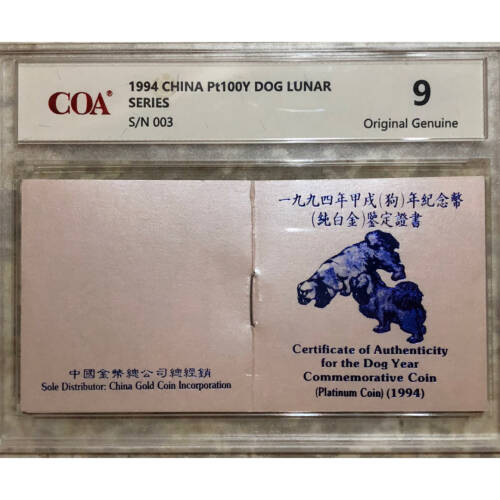 COA®
1994 CHINA Pt100Y DOG LUNAR
SERIES
S/N 003
9
Original Genuine
中國金幣總公司總經銷
Sole Distributor: China Gold Coin Incorporation
一九九四年甲戌(狗)年紀念幣
(純白金)鉴定證書
Certificate of Authenticity
for the Dog Year
Commemorative Coin
(Platinum Coin) (1994)